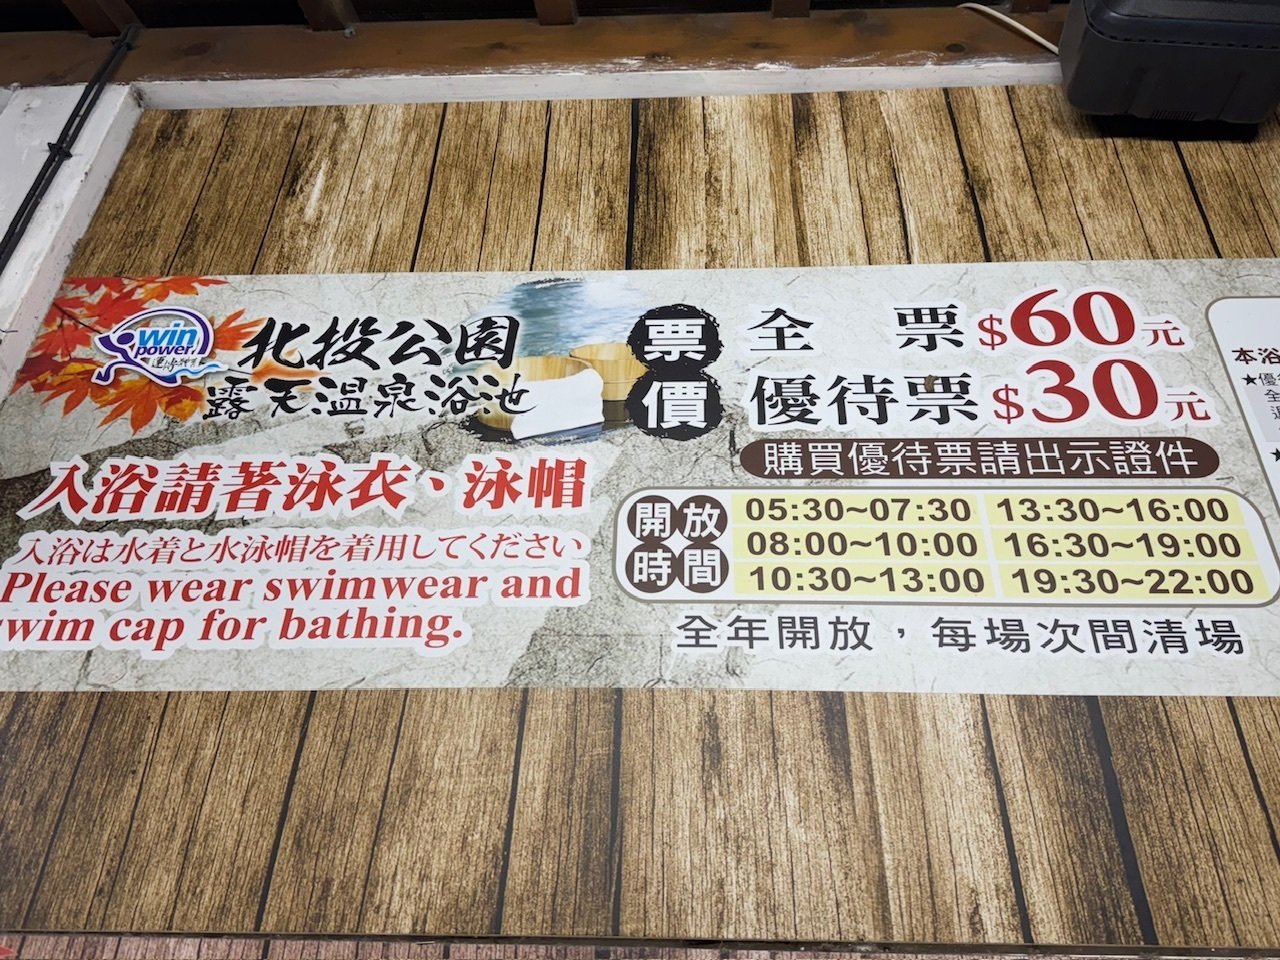 win
power
北投公園
露天溫泉浴池
入浴請著泳衣、泳帽
入浴は水着と水泳帽を着用してください
Please wear swimwear and
swim cap for bathing.
票價
全 票 $60元
優待票 $30元
購買優待票請出示證件
開放時間
05:30~07:30 13:30~16:00
08:00~10:00 16:30~19:00
10:30~13:00 19:30~22:00
全年開放，每場次間清場
本浴
★優
全
★